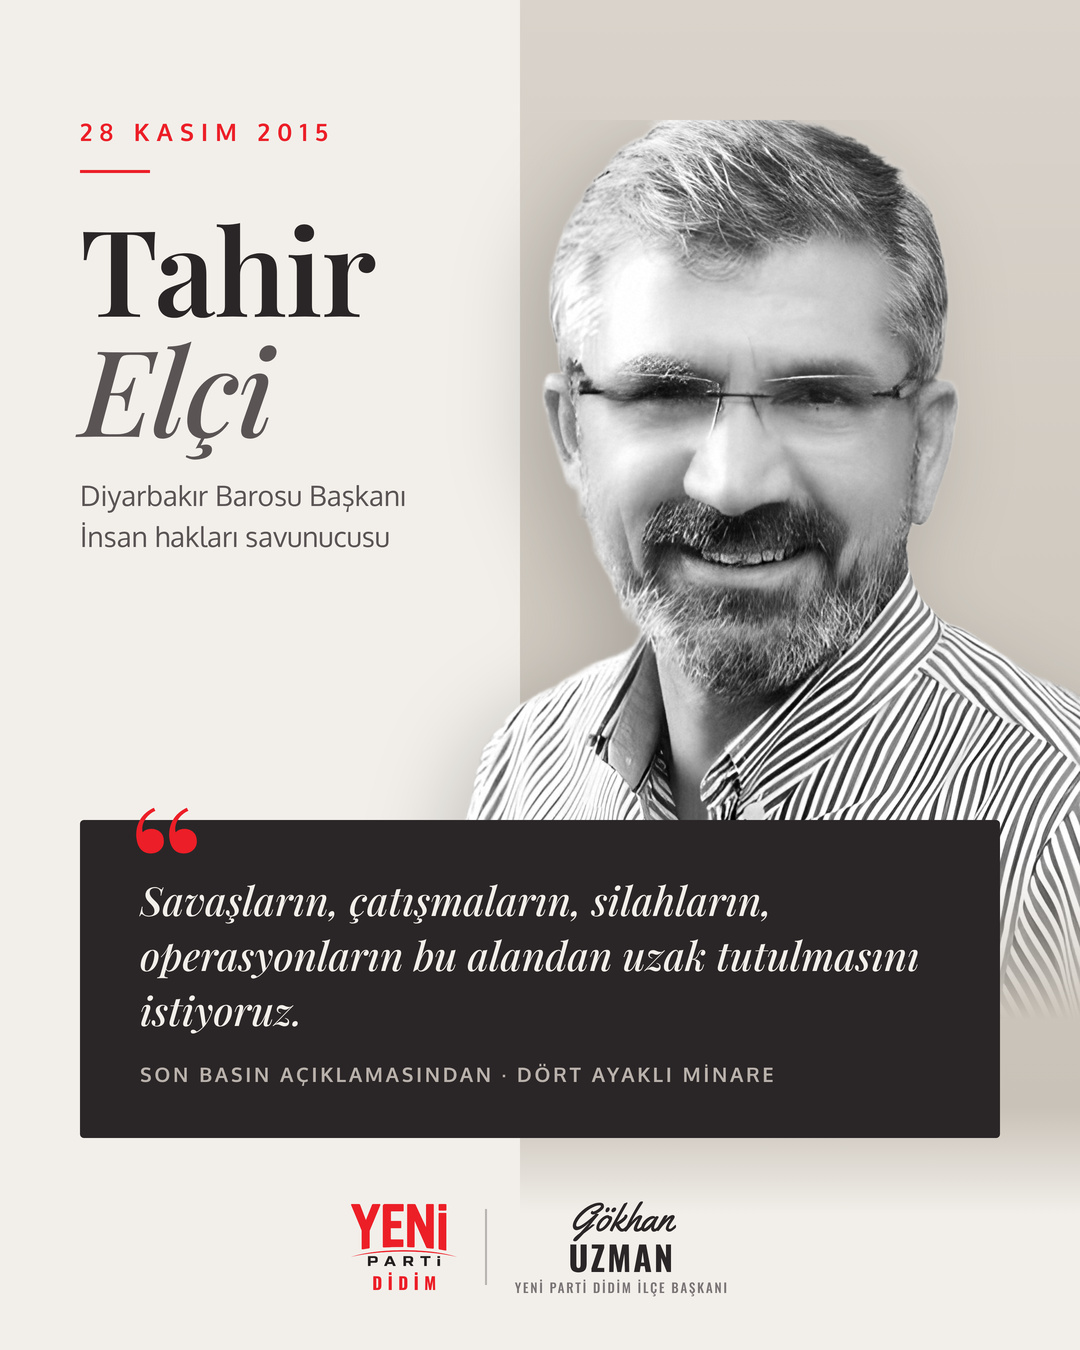 28 KASIM 2015
Tahir
Elçi
Diyarbakır Barosu Başkanı
İnsan hakları savunucusu
“
Savaşların, çatışmaların, silahların,
operasyonların bu alandan uzak tutulmasını
istiyoruz.
SON BASIN AÇIKLAMASINDAN · DÖRT AYAKLI MİNARE
YENİ
PARTİ
DİDİM
Gökhan
UZMAN
YENİ PARTİ DİDİM İLÇE BAŞKANI